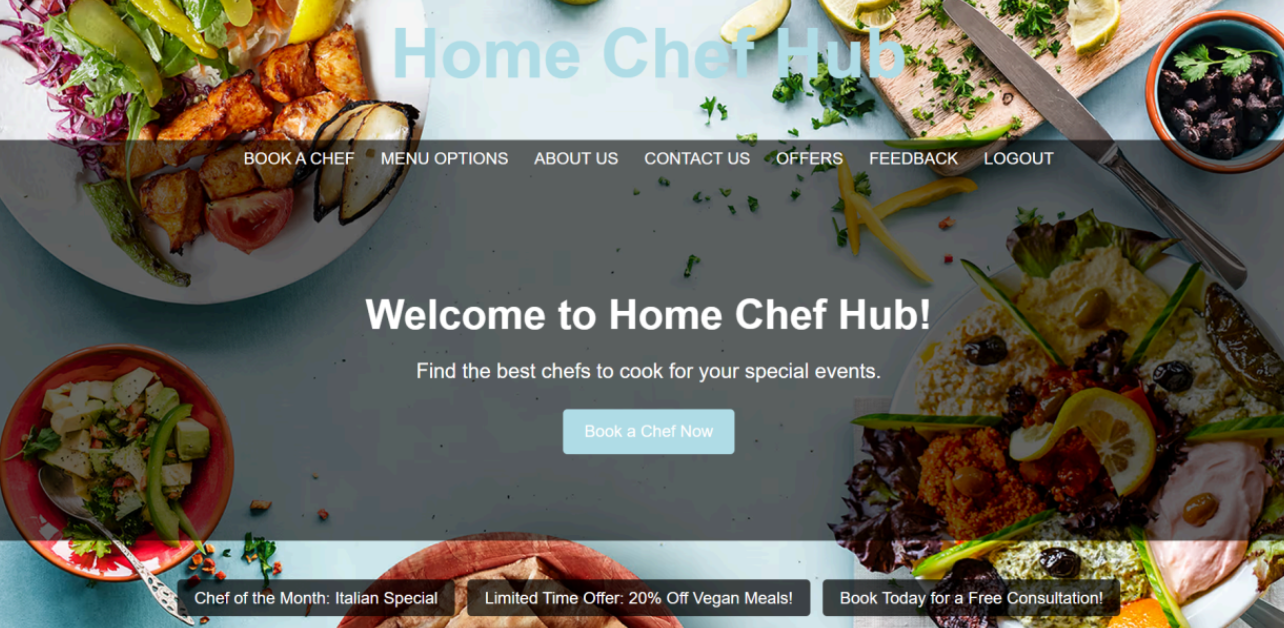 Home Chef Hub
BOOK A CHEF MENU OPTIONS ABOUT US CONTACT US OFFERS FEEDBACK LOGOUT
Welcome to Home Chef Hub!
Find the best chefs to cook for your special events.
Book a Chef Now
Chef of the Month: Italian Special Limited Time Offer: 20% Off Vegan Meals! Book Today for a Free Consultation!